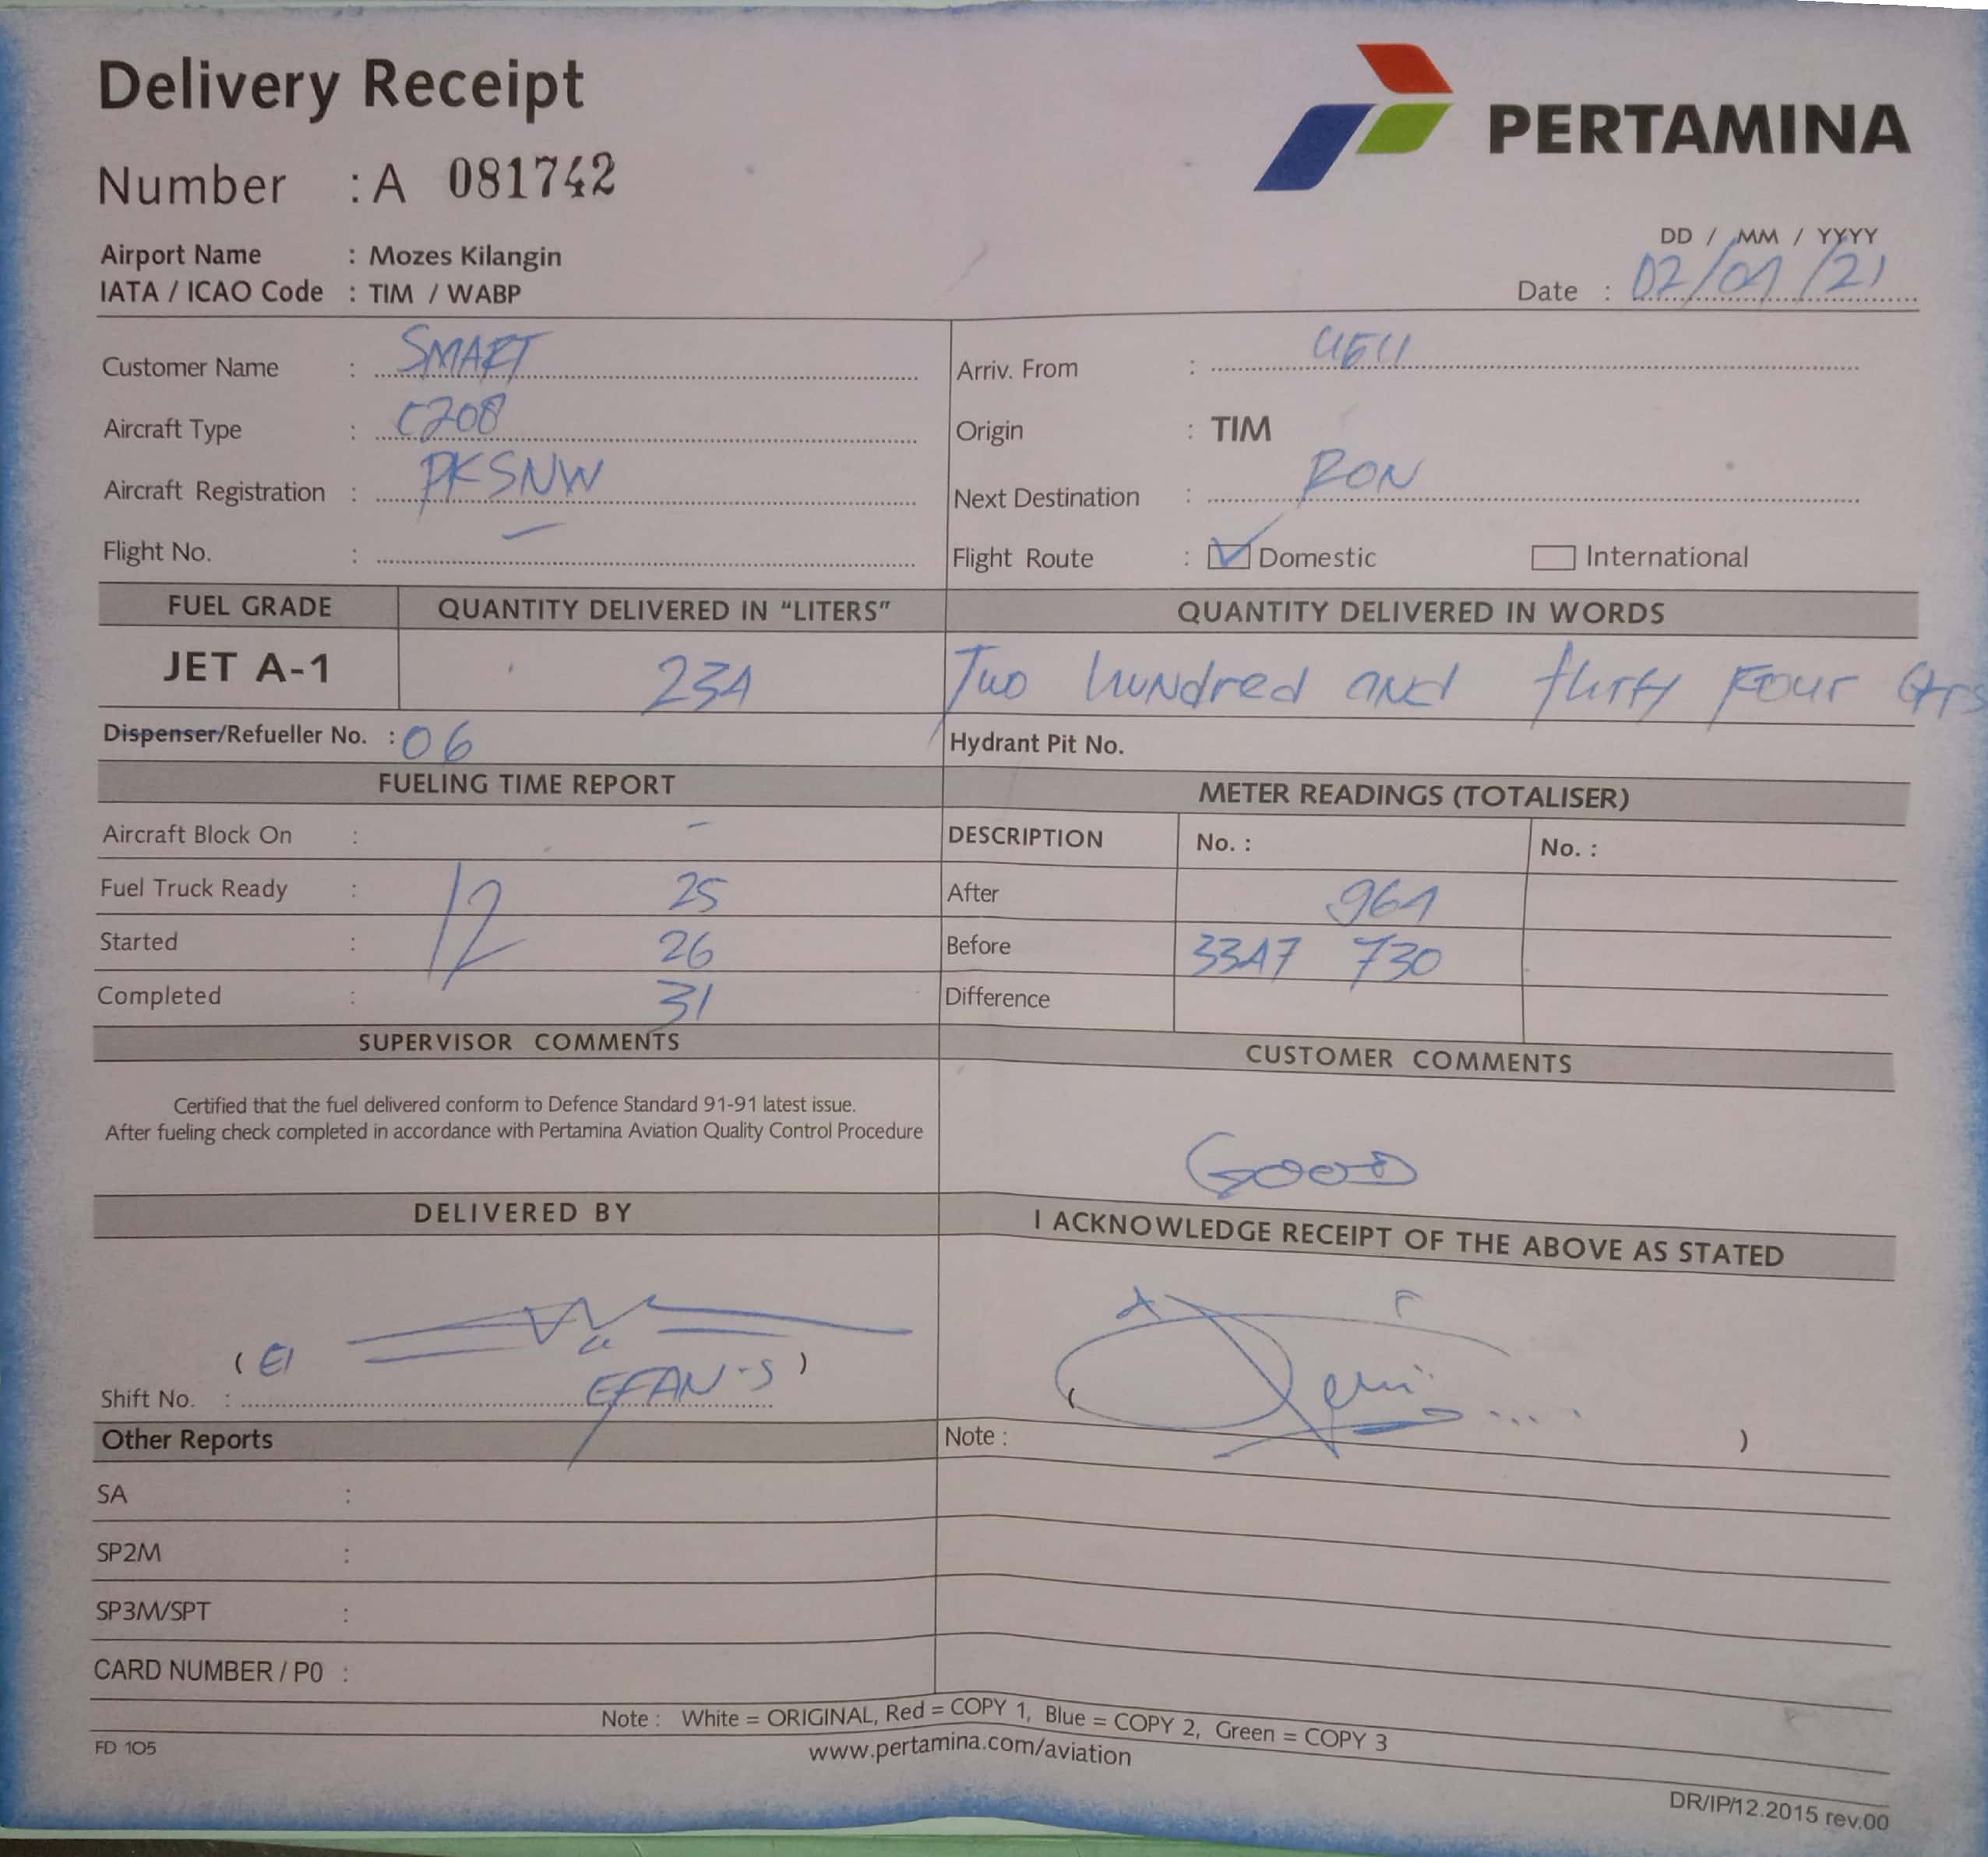 Delivery Receipt
PERTAMINA
Number : A 081742
Airport Name : Mozes Kilangin
IATA / ICAO Code : TIM / WABP
DD / MM / YYYY
Date : 02/01/21
Customer Name : SMART
Arriv. From :
Aircraft Type : C208
Origin : TIM
Aircraft Registration : PKSNW
Next Destination : RON
Flight No. : –
Flight Route : Domestic International
FUEL GRADE QUANTITY DELIVERED IN "LITERS" QUANTITY DELIVERED IN WORDS
JET A-1 234 Two hundred and thirty Four Ltrs
Dispenser/Refueller No. : 06
Hydrant Pit No.
FUELING TIME REPORT
METER READINGS (TOTALISER)
Aircraft Block On : –
DESCRIPTION No. : No. :
Fuel Truck Ready : 12 25
After 964
Started : 26
Before 3347 730
Completed : 31
Difference
SUPERVISOR COMMENTS
CUSTOMER COMMENTS
Certified that the fuel delivered conform to Defence Standard 91-91 latest issue.
After fueling check completed in accordance with Pertamina Aviation Quality Control Procedure
GOOD
DELIVERED BY
I ACKNOWLEDGE RECEIPT OF THE ABOVE AS STATED
( )
Shift No. : EFAN-S
( )
Other Reports
Note :
SA :
SP2M :
SP3M/SPT :
CARD NUMBER / PO :
Note : White = ORIGINAL, Red = COPY 1, Blue = COPY 2, Green = COPY 3
FD 105
www.pertamina.com/aviation
DR/IP/12.2015 rev.00